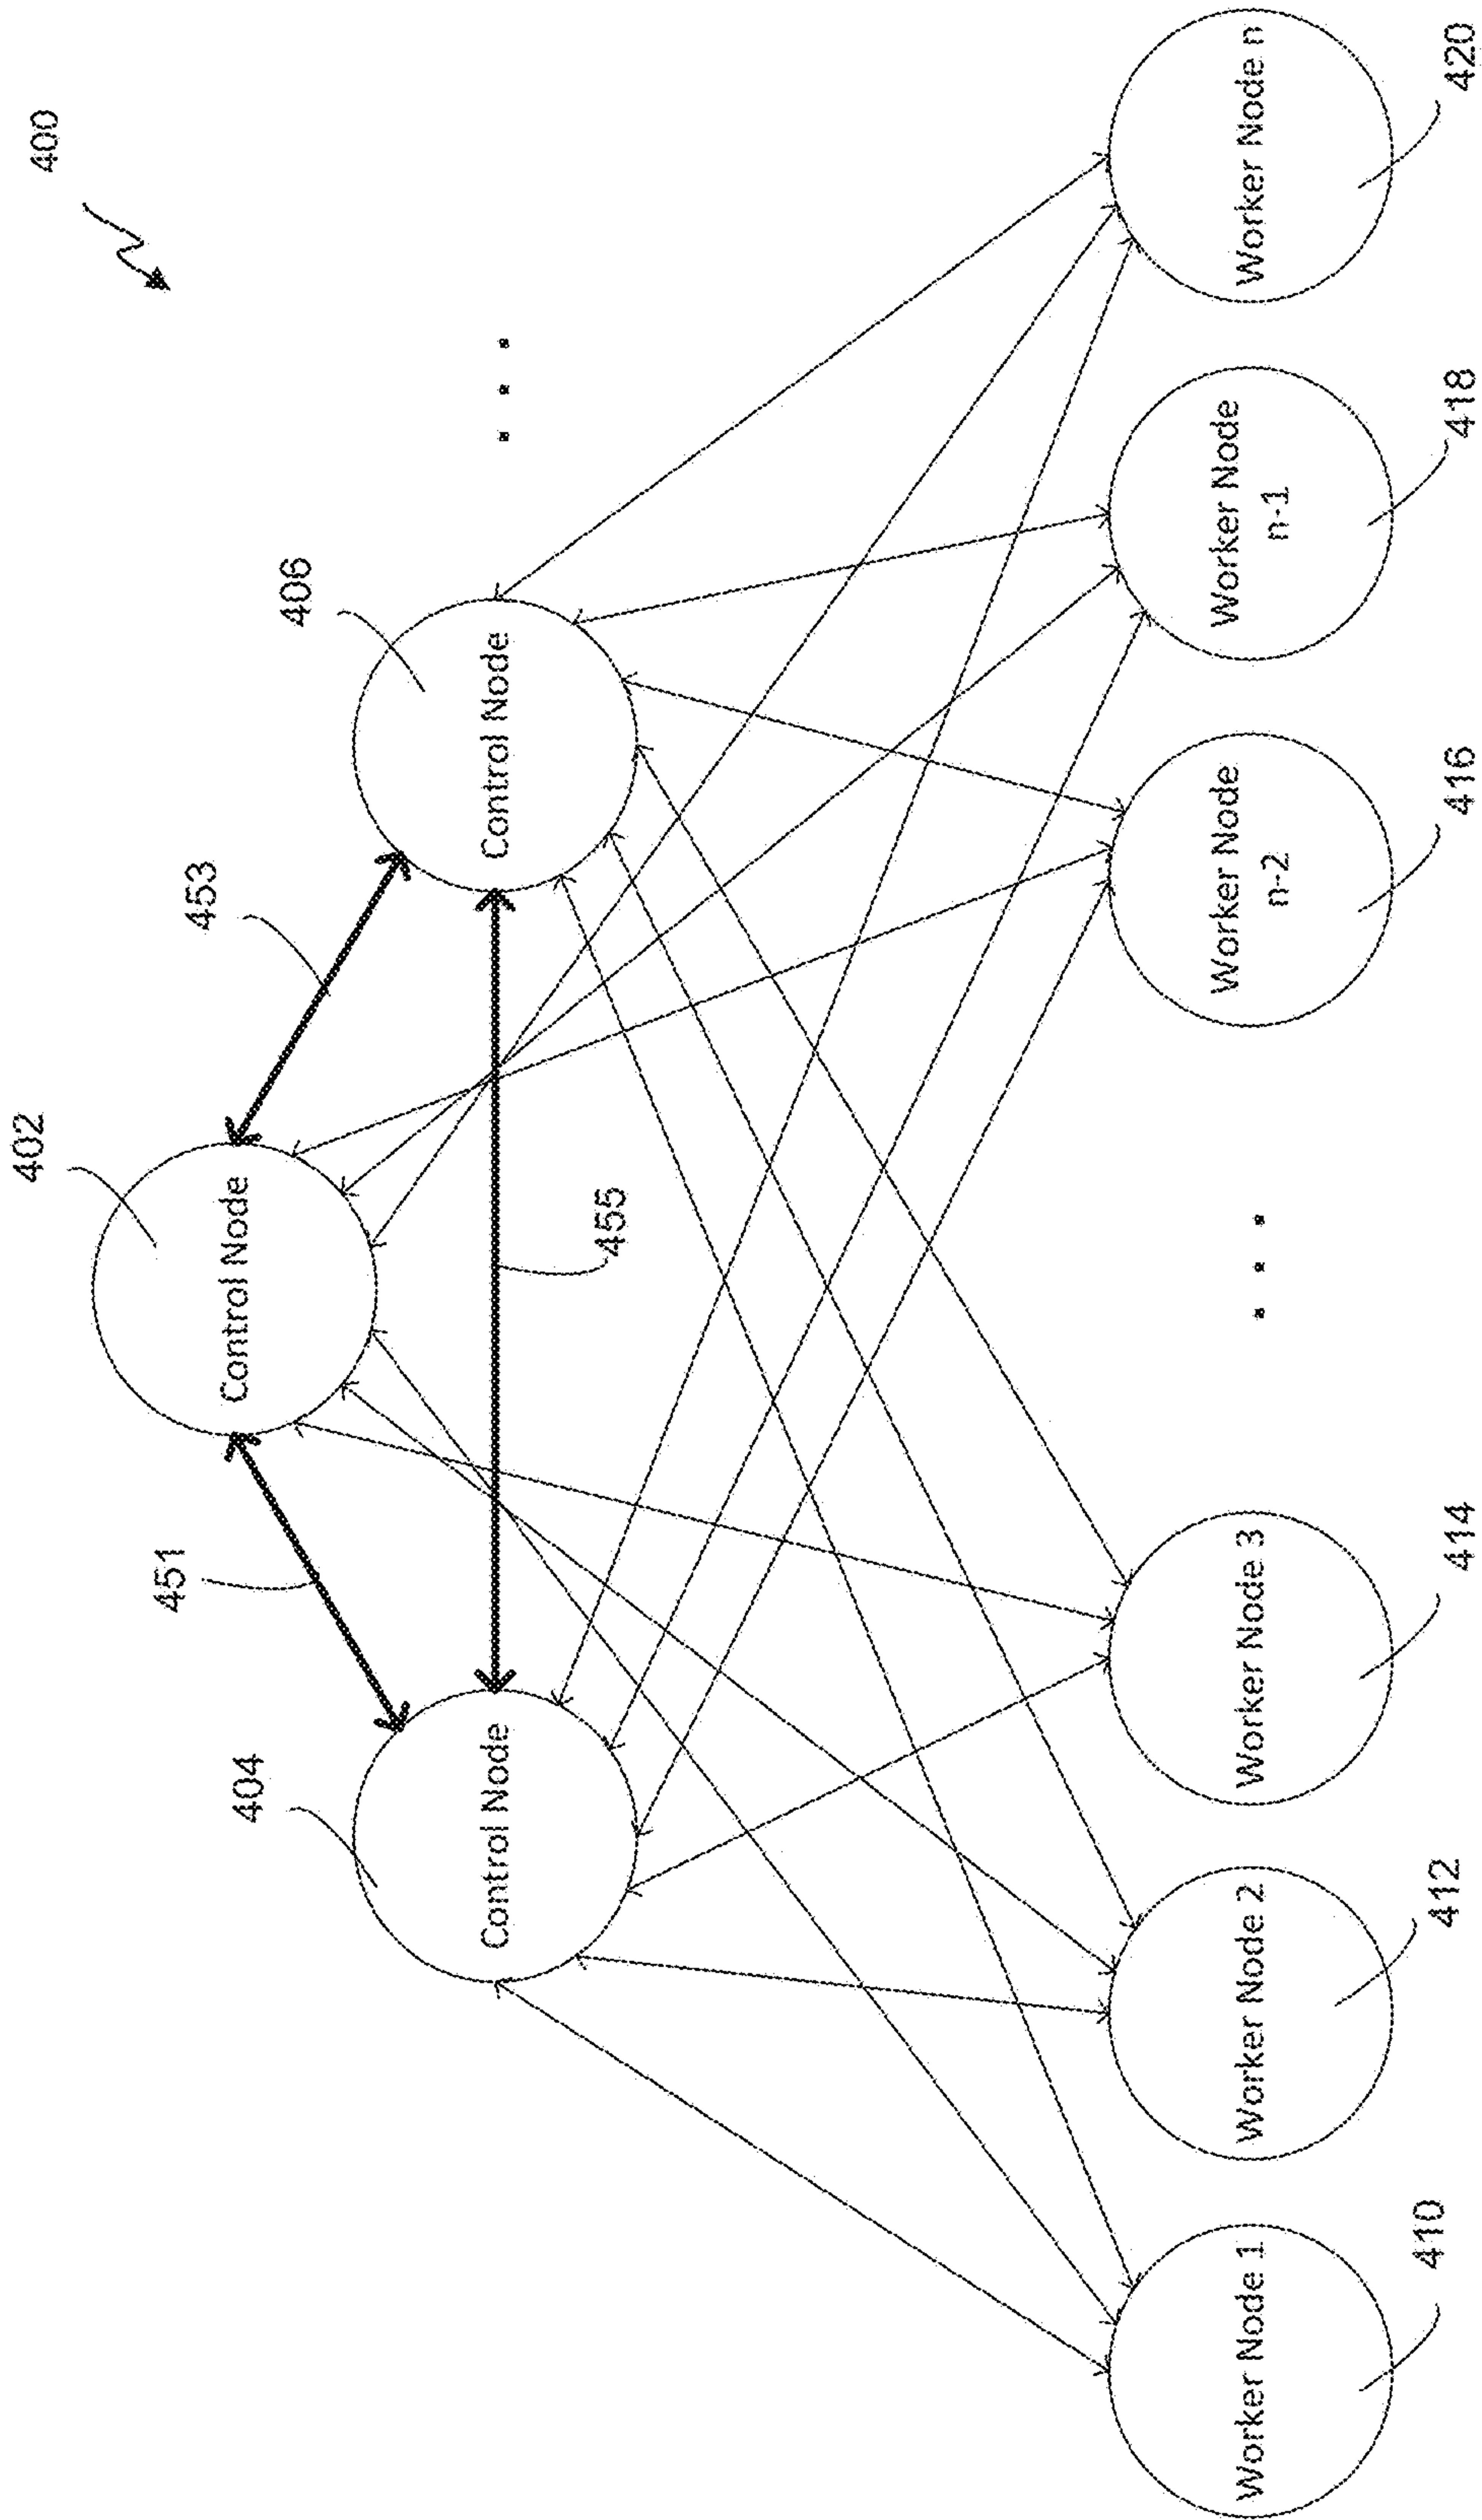 400
402
Control Node
451
453
404
406
Control Node
Control Node
455
. . .
Worker Node 1
Worker Node 2
Worker Node 3
. . .
Worker Node
n-2
Worker Node
n-1
Worker Node n
410
412
414
416
418
420